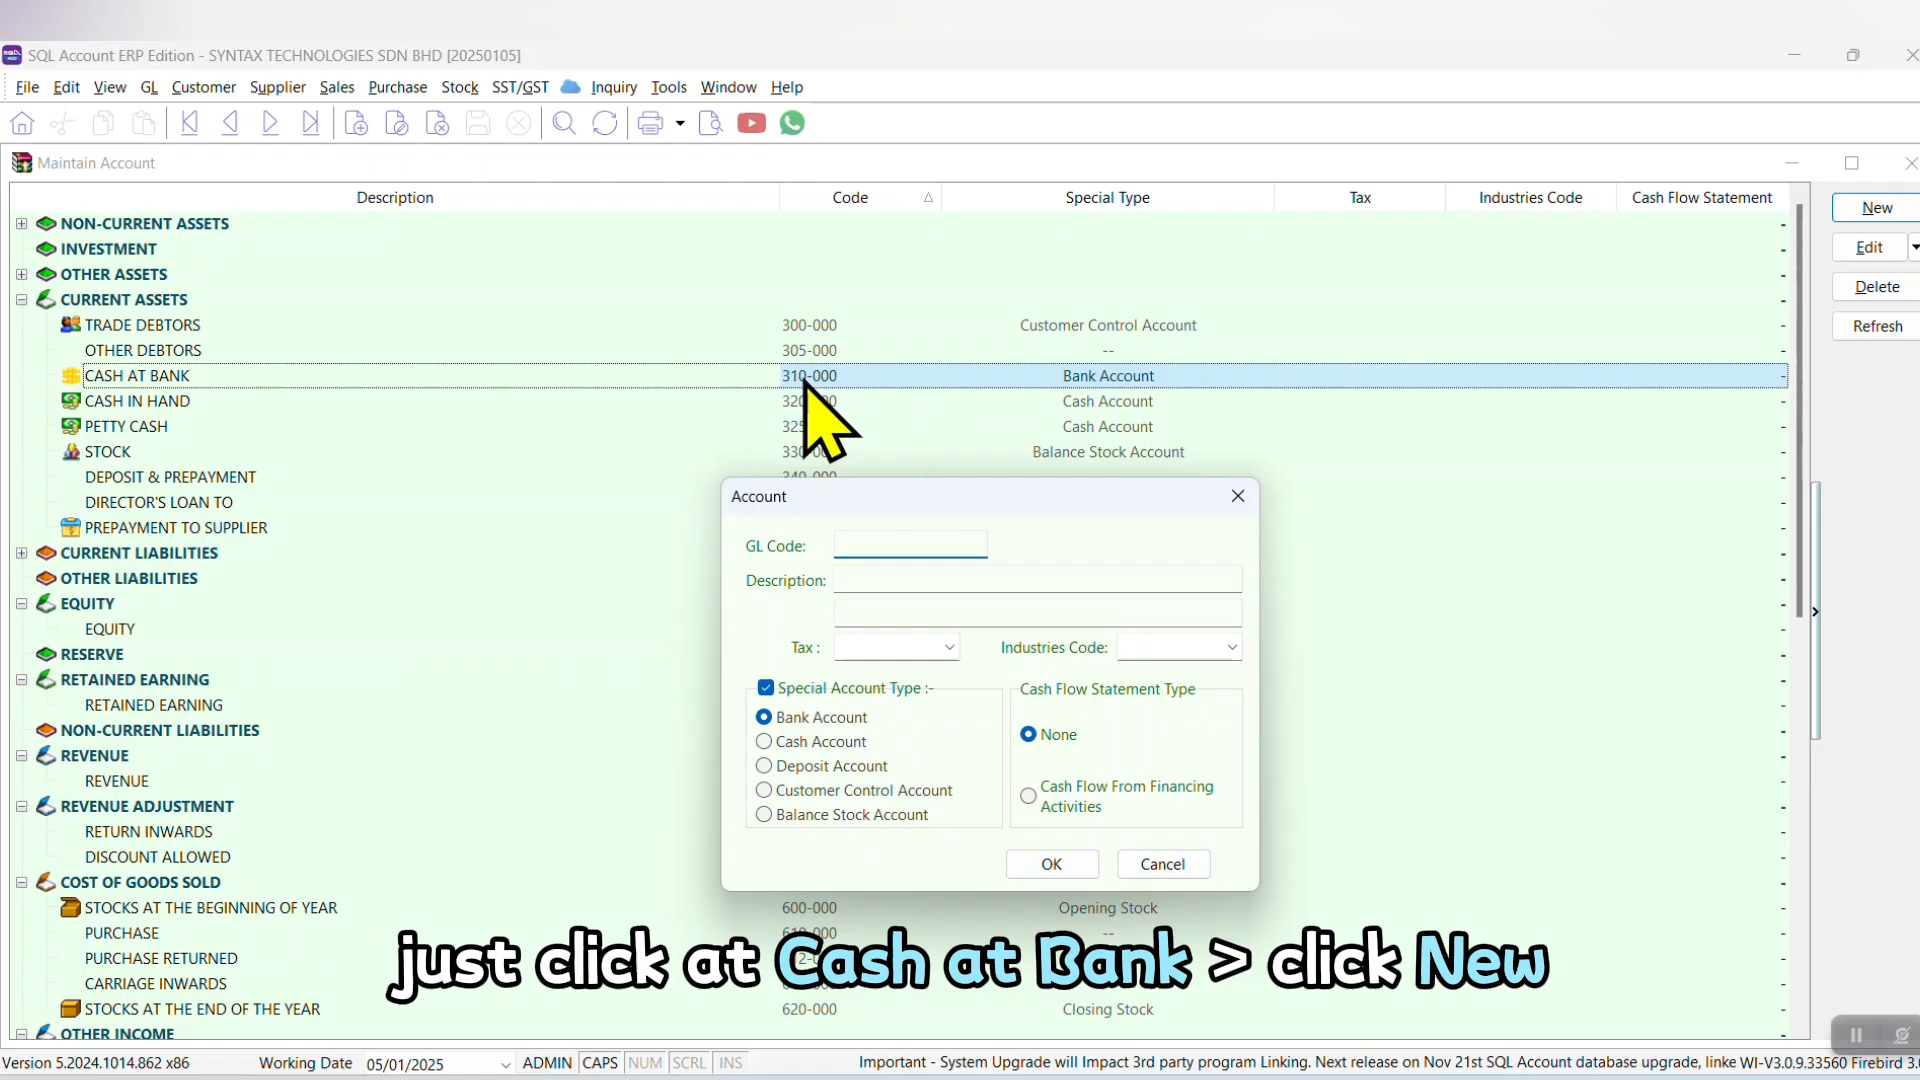 SQL Account ERP Edition - SYNTAX TECHNOLOGIES SDN BHD [20250105]
File Edit View GL Customer Supplier Sales Purchase Stock SST/GST Inquiry Tools Window Help
Maintain Account
Description Code Special Type Tax Industries Code Cash Flow Statement
New
NON-CURRENT ASSETS -
INVESTMENT -
Edit
OTHER ASSETS -
Delete
CURRENT ASSETS -
TRADE DEBTORS 300-000 Customer Control Account -
Refresh
OTHER DEBTORS 305-000 -- -
CASH AT BANK 310-000 Bank Account -
CASH IN HAND Cash Account -
PETTY CASH Cash Account -
STOCK Balance Stock Account -
DEPOSIT & PREPAYMENT 340-000 -
DIRECTOR'S LOAN TO -
PREPAYMENT TO SUPPLIER -
CURRENT LIABILITIES -
OTHER LIABILITIES -
EQUITY -
EQUITY -
RESERVE -
RETAINED EARNING -
RETAINED EARNING -
NON-CURRENT LIABILITIES -
REVENUE -
REVENUE -
REVENUE ADJUSTMENT -
RETURN INWARDS -
DISCOUNT ALLOWED -
COST OF GOODS SOLD -
STOCKS AT THE BEGINNING OF YEAR 600-000 Opening Stock -
PURCHASE -- -
PURCHASE RETURNED -
CARRIAGE INWARDS -
STOCKS AT THE END OF THE YEAR 620-000 Closing Stock -
OTHER INCOME -
Account
GL Code:
Description:
Tax : Industries Code:
Special Account Type :-
Bank Account
Cash Account
Deposit Account
Customer Control Account
Balance Stock Account
Cash Flow Statement Type
None
Cash Flow From Financing
Activities
OK Cancel
just click at Cash at Bank > click New
Version 5.2024.1014.862 x86 Working Date 05/01/2025 ADMIN CAPS NUM SCRL INS Important - System Upgrade will Impact 3rd party program Linking. Next release on Nov 21st SQL Account database upgrade, linke WI-V3.0.9.33560 Firebird 3.